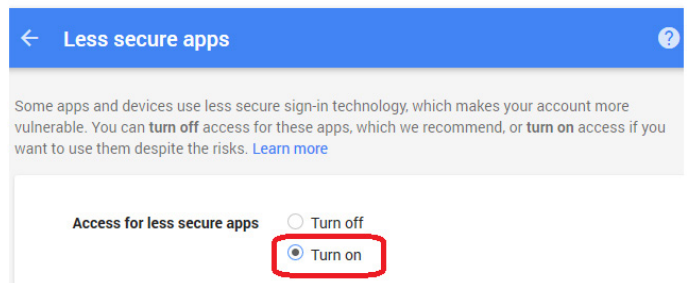 Less secure apps
Some apps and devices use less secure sign-in technology, which makes your account more
vulnerable. You can turn off access for these apps, which we recommend, or turn on access if you
want to use them despite the risks. Learn more
Access for less secure apps
Turn off
Turn on